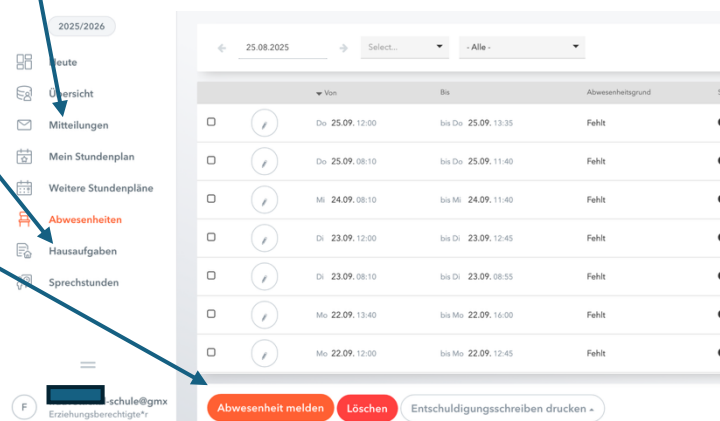 2025/2026
Heute
Übersicht
Mitteilungen
Mein Stundenplan
Weitere Stundenpläne
Abwesenheiten
Hausaufgaben
Sprechstunden
F
-schule@gmx
Erziehungsberechtigte*r
25.08.2025 Select... - Alle -
Von Bis Abwesenheitsgrund S
Do 25.09. 12:00 bis Do 25.09. 13:35 Fehlt
Do 25.09. 08:10 bis Do 25.09. 11:40 Fehlt
Mi 24.09. 08:10 bis Mi 24.09. 11:40 Fehlt
Di 23.09. 12:00 bis Di 23.09. 12:45 Fehlt
Di 23.09. 08:10 bis Di 23.09. 08:55 Fehlt
Mo 22.09. 13:40 bis Mo 22.09. 16:00 Fehlt
Mo 22.09. 12:00 bis Mo 22.09. 12:45 Fehlt
Abwesenheit melden Löschen Entschuldigungsschreiben drucken